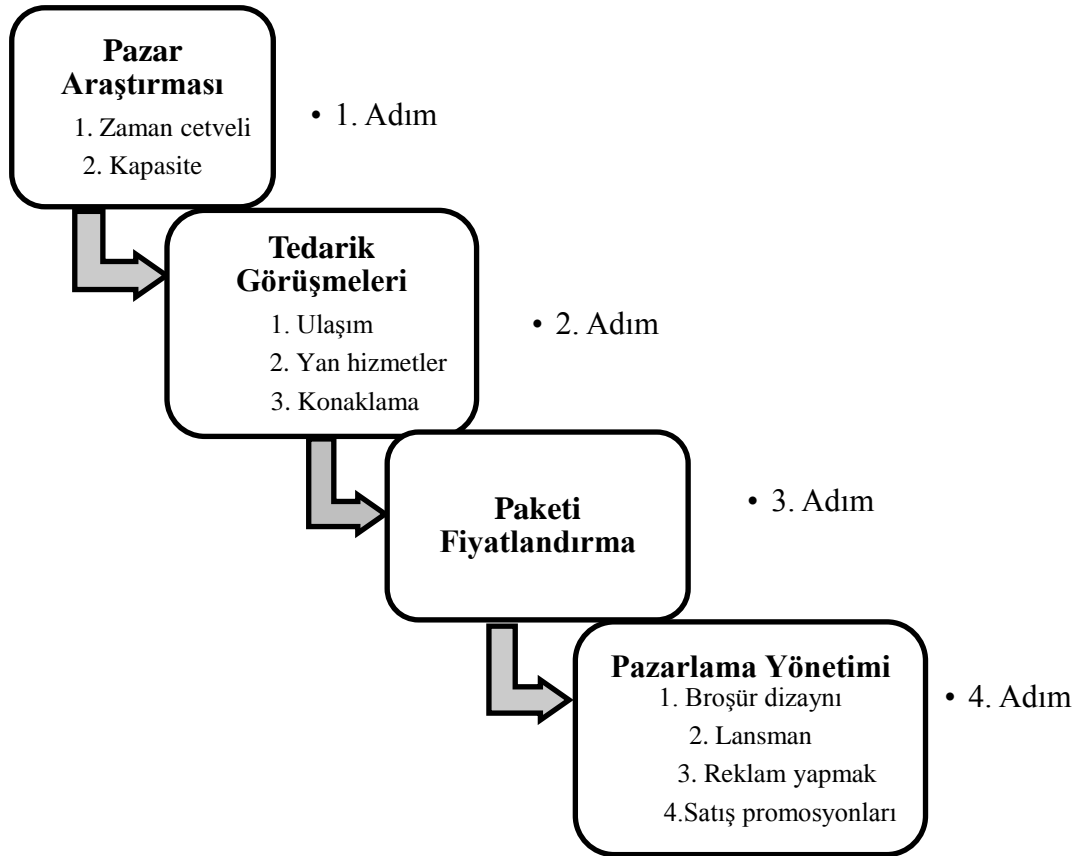 Pazar
Araştırması
1. Zaman cetveli
2. Kapasite
• 1. Adım
Tedarik
Görüşmeleri
1. Ulaşım
2. Yan hizmetler
3. Konaklama
• 2. Adım
Paketi
Fiyatlandırma
• 3. Adım
Pazarlama Yönetimi
1. Broşür dizaynı
2. Lansman
3. Reklam yapmak
4.Satış promosyonları
• 4. Adım